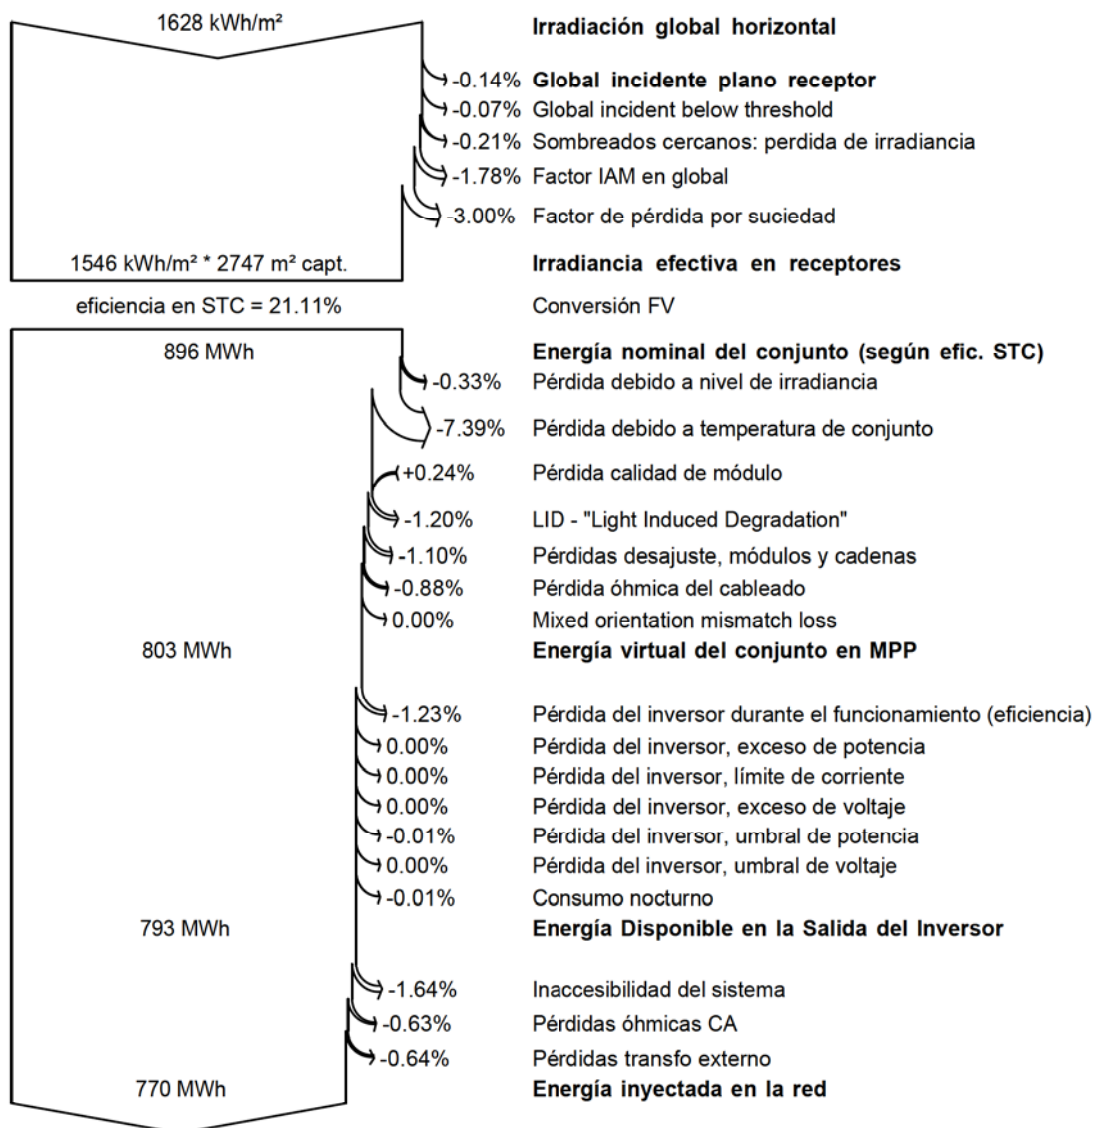 1628 kWh/m² Irradiación global horizontal
-0.14% Global incidente plano receptor
-0.07% Global incident below threshold
-0.21% Sombreados cercanos: perdida de irradiancia
-1.78% Factor IAM en global
-3.00% Factor de pérdida por suciedad
1546 kWh/m² * 2747 m² capt. Irradiancia efectiva en receptores
eficiencia en STC = 21.11% Conversión FV
896 MWh Energía nominal del conjunto (según efic. STC)
-0.33% Pérdida debido a nivel de irradiancia
-7.39% Pérdida debido a temperatura de conjunto
+0.24% Pérdida calidad de módulo
-1.20% LID - "Light Induced Degradation"
-1.10% Pérdidas desajuste, módulos y cadenas
-0.88% Pérdida óhmica del cableado
0.00% Mixed orientation mismatch loss
803 MWh Energía virtual del conjunto en MPP
-1.23% Pérdida del inversor durante el funcionamiento (eficiencia)
0.00% Pérdida del inversor, exceso de potencia
0.00% Pérdida del inversor, límite de corriente
0.00% Pérdida del inversor, exceso de voltaje
-0.01% Pérdida del inversor, umbral de potencia
0.00% Pérdida del inversor, umbral de voltaje
-0.01% Consumo nocturno
793 MWh Energía Disponible en la Salida del Inversor
-1.64% Inaccesibilidad del sistema
-0.63% Pérdidas óhmicas CA
-0.64% Pérdidas transfo externo
770 MWh Energía inyectada en la red